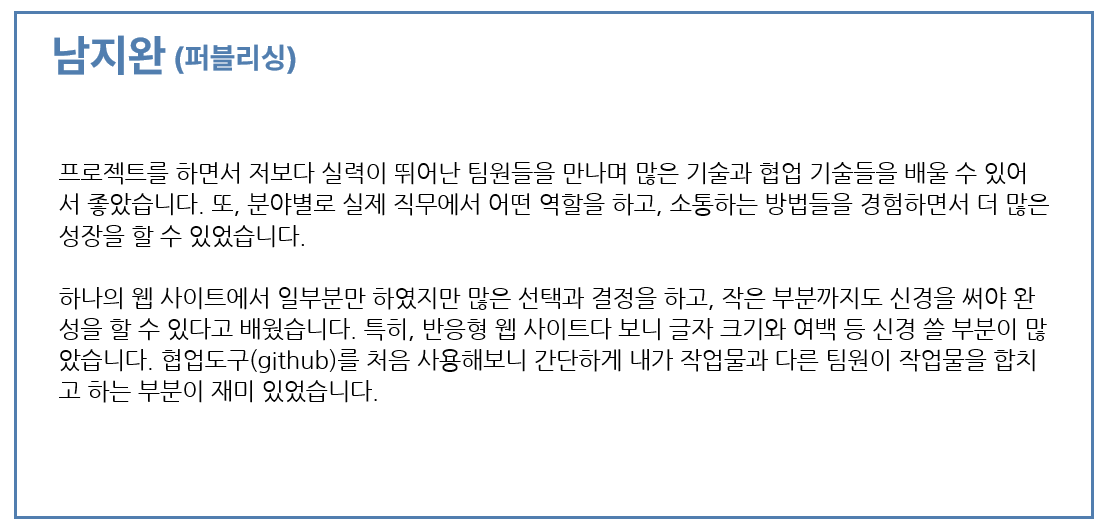 남지완 (퍼블리싱)
프로젝트를 하면서 저보다 실력이 뛰어난 팀원들을 만나며 많은 기술과 협업 기술들을 배울 수 있어
서 좋았습니다. 또, 분야별로 실제 직무에서 어떤 역할을 하고, 소통하는 방법들을 경험하면서 더 많은
성장을 할 수 있었습니다.
하나의 웹 사이트에서 일부분만 하였지만 많은 선택과 결정을 하고, 작은 부분까지도 신경을 써야 완
성을 할 수 있다고 배웠습니다. 특히, 반응형 웹 사이트다 보니 글자 크기와 여백 등 신경 쓸 부분이 많
았습니다. 협업도구(github)를 처음 사용해보니 간단하게 내가 작업물과 다른 팀원이 작업물을 합치
고 하는 부분이 재미 있었습니다.